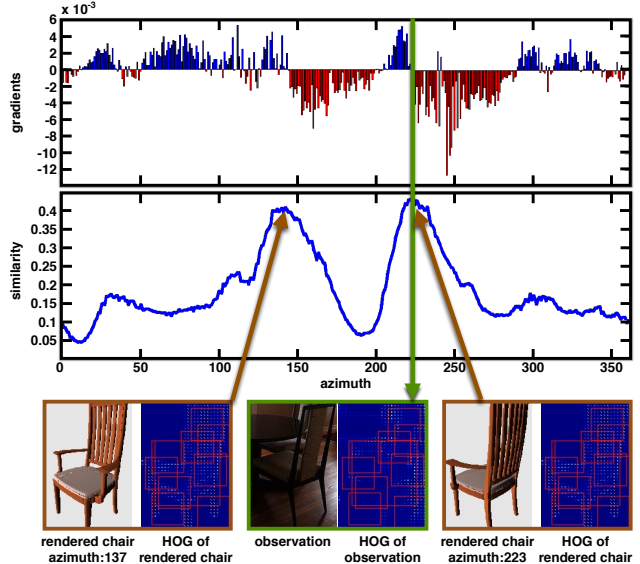 x 10⁻³
6
4
2
0
-2
-4
-6
-8
-10
-12
gradients
0.4
0.35
0.3
0.25
0.2
0.15
0.1
0.05
similarity
0 50 100 150 200 250 300 350
azimuth
rendered chair
azimuth:137
HOG of
rendered chair
observation
HOG of
observation
rendered chair
azimuth:223
HOG of
rendered chair